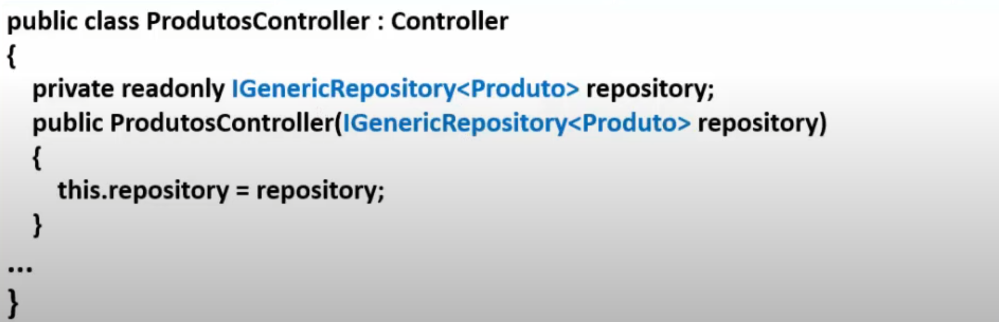 public class ProdutosController : Controller
{
private readonly IGenericRepository<Produto> repository;
public ProdutosController(IGenericRepository<Produto> repository)
{
this.repository = repository;
}
...
}